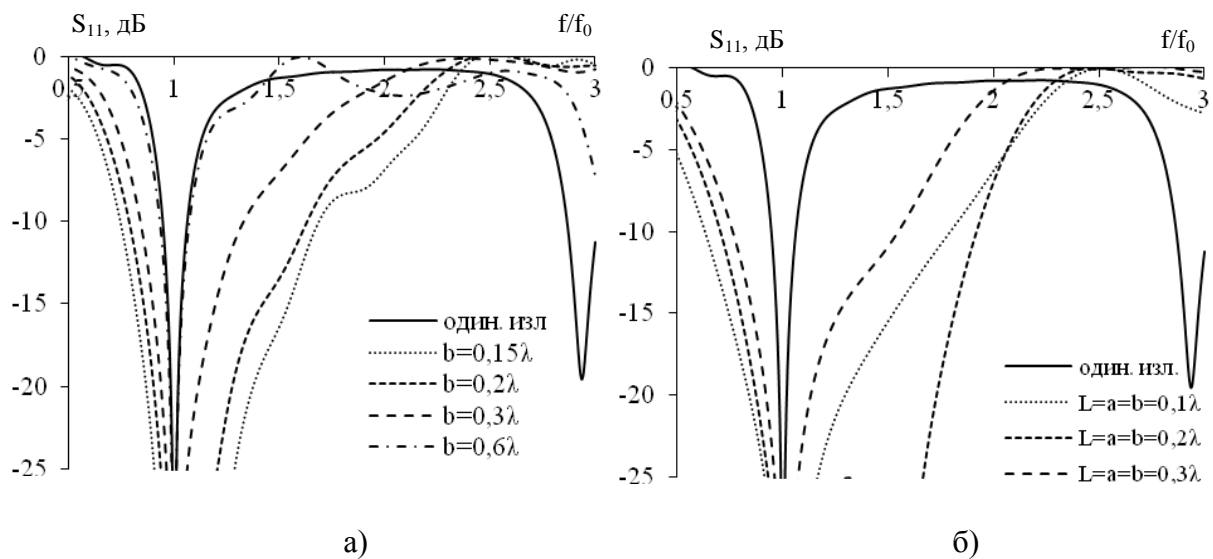 S11, дБ f/f0
0
0,5 1 1,5 2 2,5 3
-5
-10
-15
-20
-25
один. изл
b=0,15λ
b=0,2λ
b=0,3λ
b=0,6λ
а)
S11, дБ f/f0
0
0,5 1 1,5 2 2,5 3
-5
-10
-15
-20
-25
один. изл.
L=a=b=0,1λ
L=a=b=0,2λ
L=a=b=0,3λ
б)